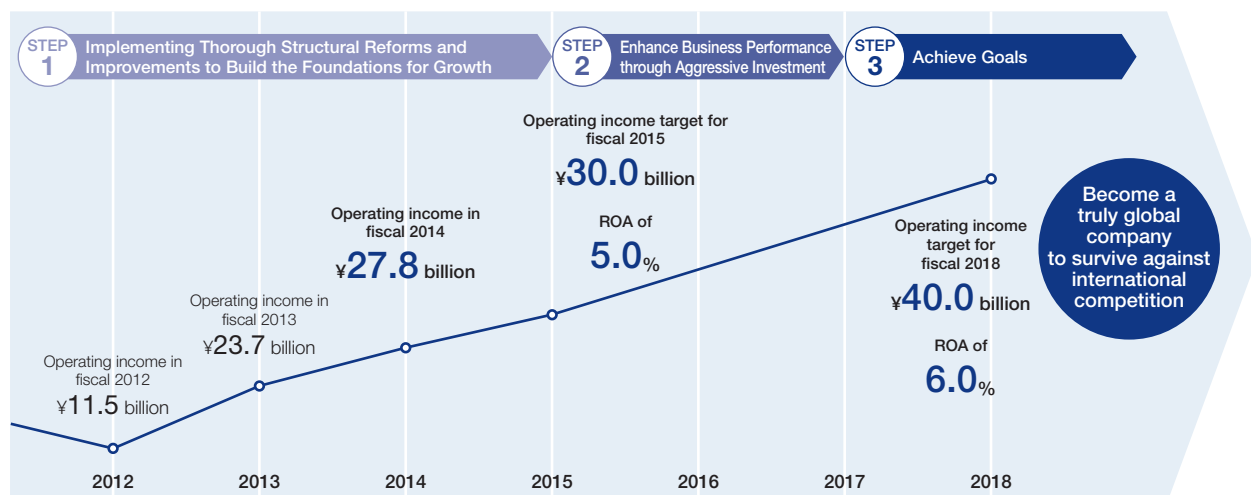 STEP
1
Implementing Thorough Structural Reforms and
Improvements to Build the Foundations for Growth
STEP
2
Enhance Business Performance
through Aggressive Investment
STEP
3
Achieve Goals
Operating income in
fiscal 2012
¥11.5 billion
Operating income in
fiscal 2013
¥23.7 billion
Operating income in
fiscal 2014
¥27.8 billion
Operating income target for
fiscal 2015
¥30.0 billion
ROA of
5.0%
Operating income
target for
fiscal 2018
¥40.0 billion
ROA of
6.0%
Become a
truly global
company
to survive against
international
competition
2012
2013
2014
2015
2016
2017
2018